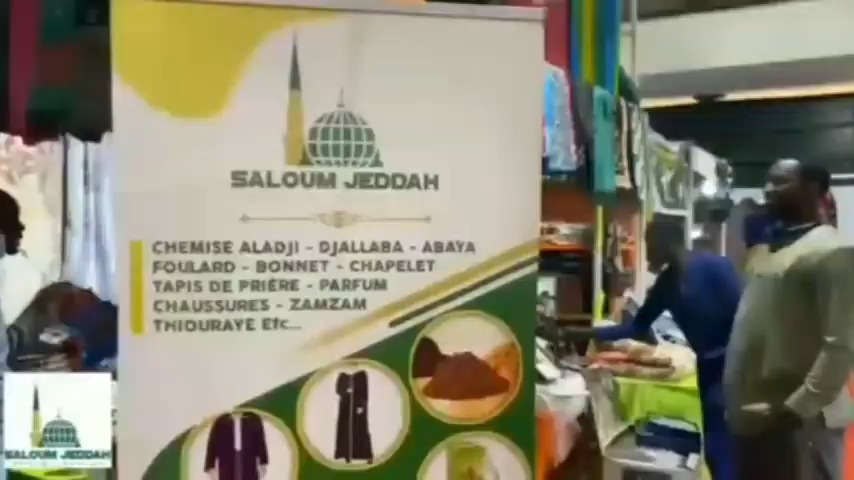 SALOUM JEDDAH
CHEMISE ALADJI - DJALLABA - ABAYA
FOULARD - BONNET - CHAPELET
TAPIS DE PRIÈRE - PARFUM
CHAUSSURES - ZAMZAM
THIOURAYE Etc...
SALOUM JEDDAH